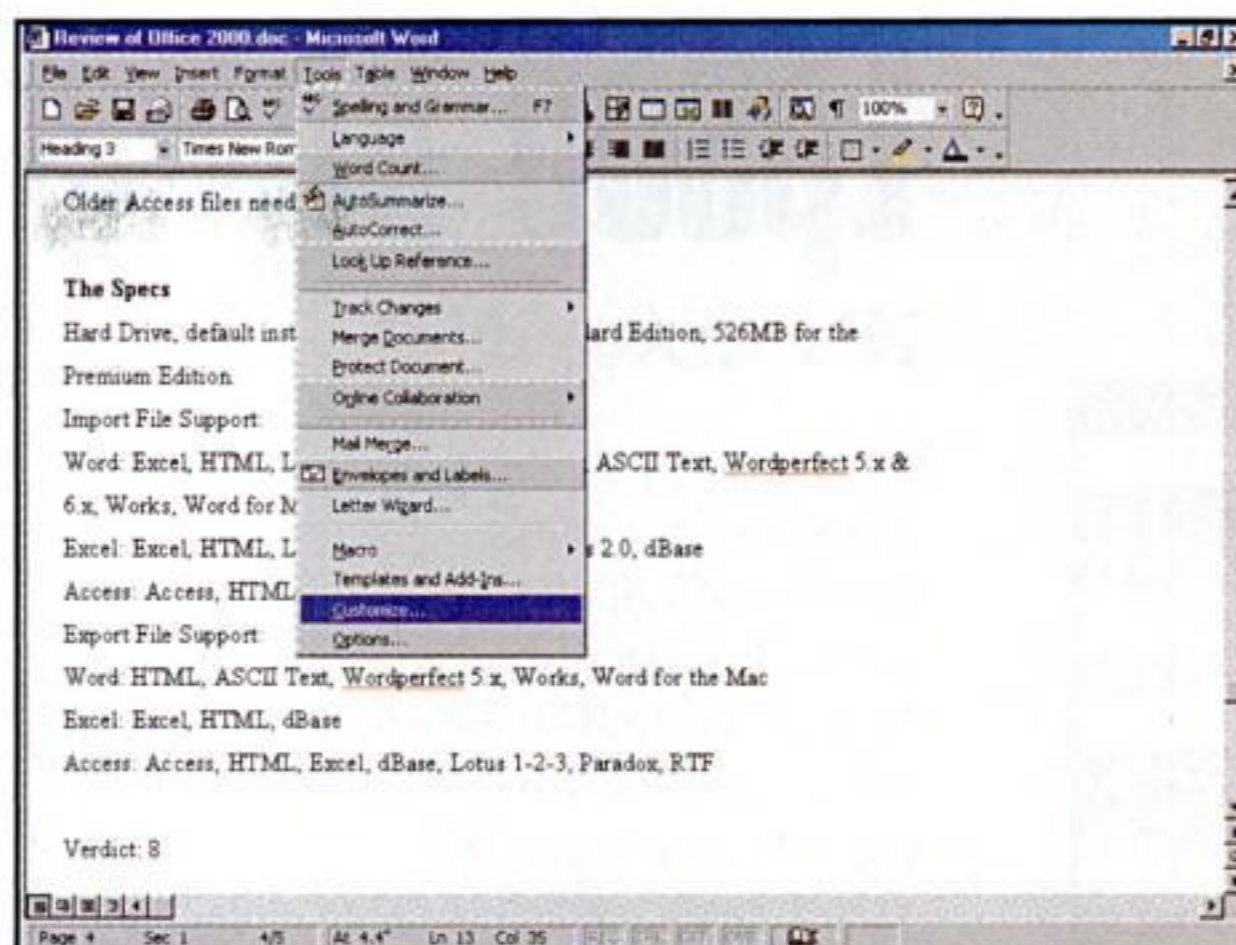 Review of Office 2000.doc - Microsoft Word
File Edit View Insert Format Tools Table Window Help
100%
Heading 3 Times New Rom
Spelling and Grammar... F7
Language
Word Count...
AutoSummarize...
AutoCorrect...
Look Up Reference...
Track Changes
Merge Documents...
Protect Document...
Online Collaboration
Mail Merge...
Envelopes and Labels...
Letter Wizard...
Macro
Templates and Add-Ins...
Customize...
Options...
Older Access files need
The Specs
Hard Drive, default inst ard Edition, 526MB for the
Premium Edition
Import File Support:
Word: Excel, HTML, L ASCII Text, Wordperfect 5.x &
6.x, Works, Word for M
Excel: Excel, HTML, L s 2.0, dBase
Access: Access, HTML,
Export File Support
Word: HTML, ASCII Text, Wordperfect 5.x, Works, Word for the Mac
Excel: Excel, HTML, dBase
Access: Access, HTML, Excel, dBase, Lotus 1-2-3, Paradox, RTF
Verdict: 8
Page 4 Sec 1 4/5 At 4.4" Ln 13 Col 35